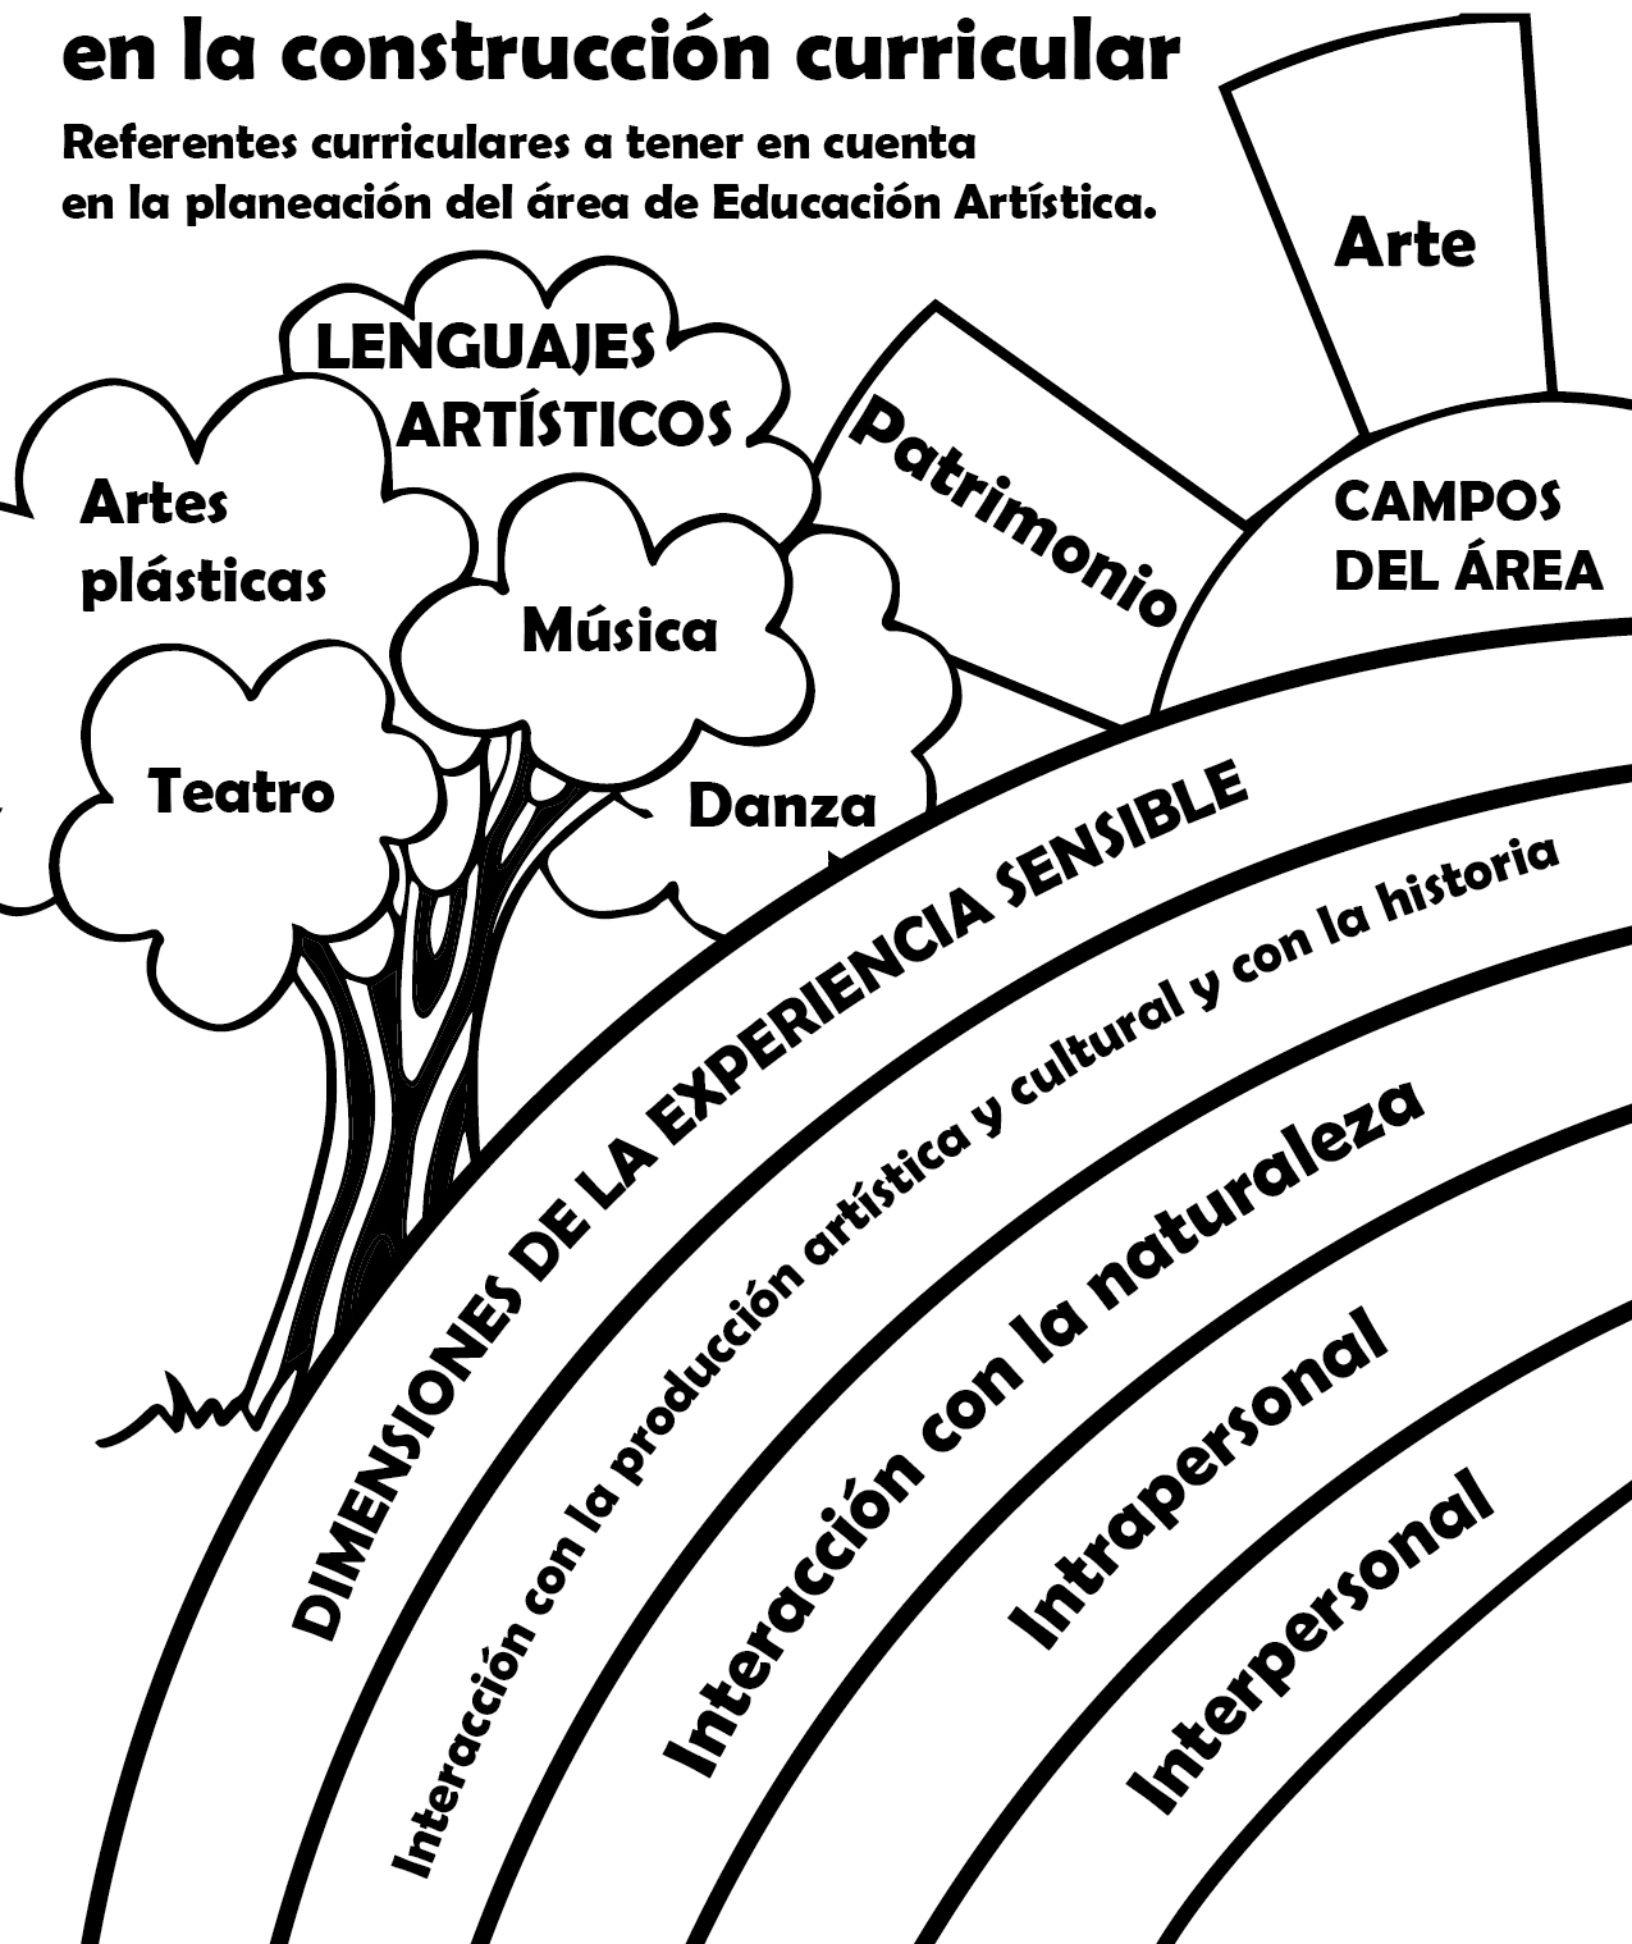 en la construcción curricular
Referentes curriculares a tener en cuenta
en la planeación del área de Educación Artística.
LENGUAJES
ARTÍSTICOS
Artes
plásticas
Música
Teatro
Danza
Arte
Patrimonio
CAMPOS
DEL ÁREA
DIMENSIONES DE LA EXPERIENCIA SENSIBLE
Interacción con la producción artística y cultural y con la historia
Interacción con la naturaleza
Intrapersonal
Interpersonal